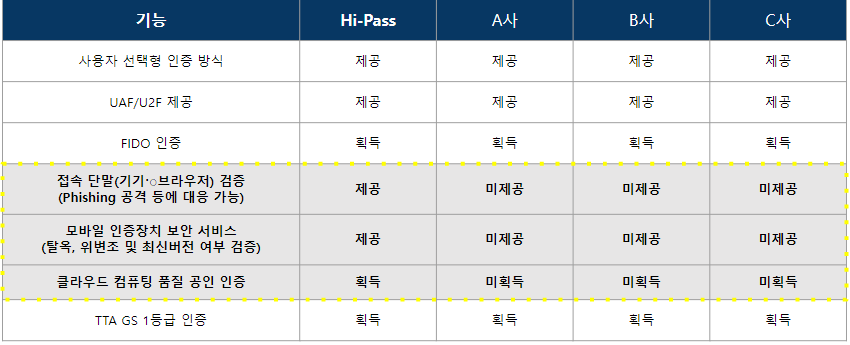 기능 Hi-Pass A사 B사 C사
사용자 선택형 인증 방식 제공 제공 제공 제공
UAF/U2F 제공 제공 제공 제공 제공
FIDO 인증 획득 획득 획득 획득
접속 단말(기기·○브라우저) 검증
(Phishing 공격 등에 대응 가능) 제공 미제공 미제공 미제공
모바일 인증장치 보안 서비스
(탈옥, 위변조 및 최신버전 여부 검증) 제공 미제공 미제공 미제공
클라우드 컴퓨팅 품질 공인 인증 획득 미획득 미획득 미획득
TTA GS 1등급 인증 획득 획득 획득 획득